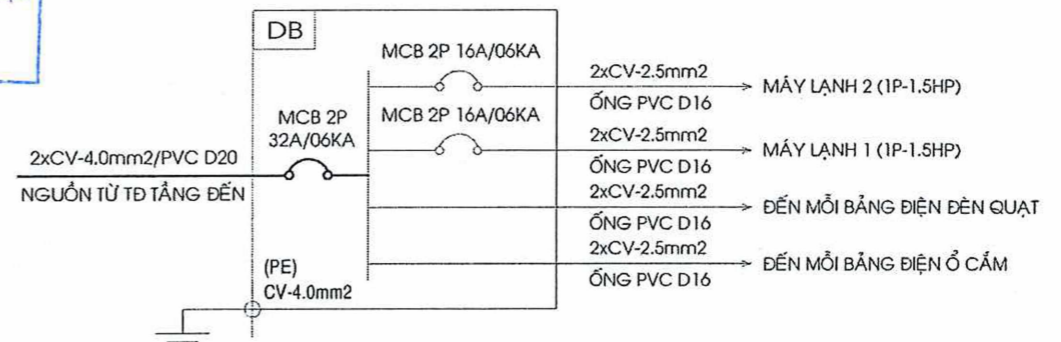 DB
MCB 2P 16A/06KA
2xCV-2.5mm2
MÁY LẠNH 2 (1P-1.5HP)
ỐNG PVC D16
MCB 2P 16A/06KA
2xCV-2.5mm2
MÁY LẠNH 1 (1P-1.5HP)
ỐNG PVC D16
MCB 2P
32A/06KA
2xCV-4.0mm2/PVC D20
NGUỒN TỪ TĐ TẦNG ĐẾN
2xCV-2.5mm2
ĐẾN MỖI BẢNG ĐIỆN ĐÈN QUẠT
ỐNG PVC D16
2xCV-2.5mm2
ĐẾN MỖI BẢNG ĐIỆN Ổ CẮM
ỐNG PVC D16
(PE)
CV-4.0mm2